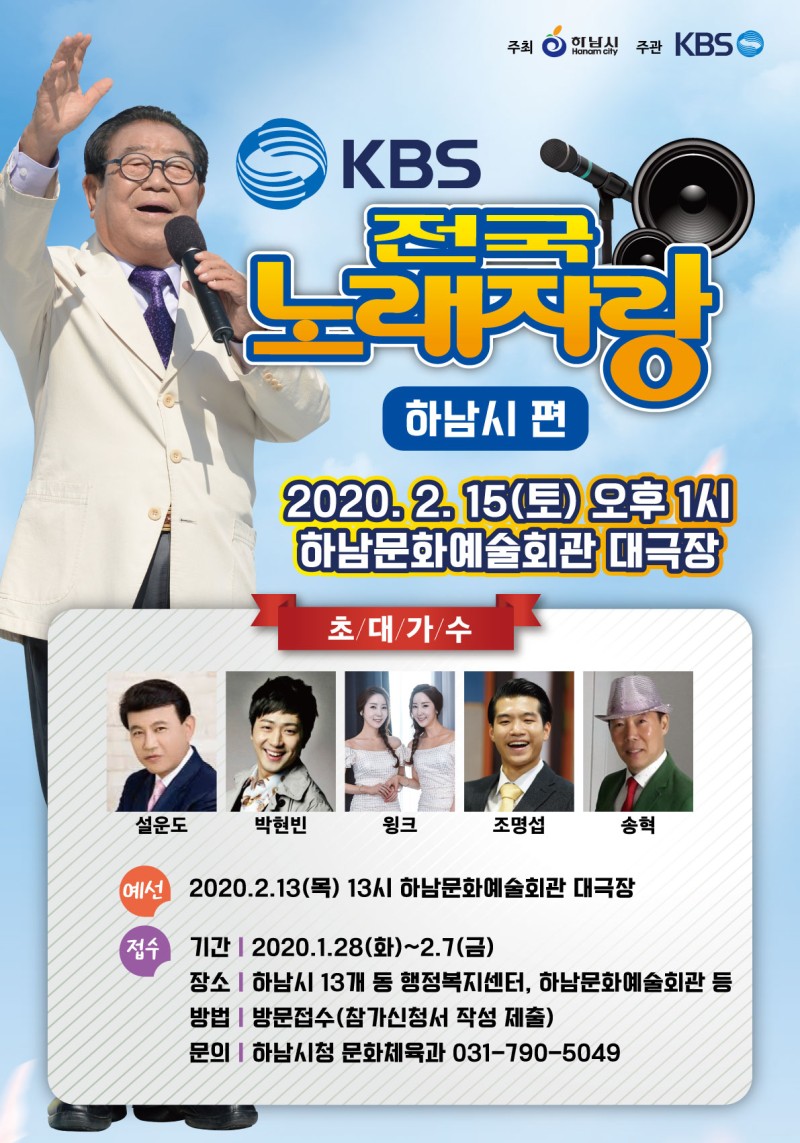 주최 하남시 Hanam city 주관 KBS
KBS
전국
노래자랑
하남시 편
2020. 2. 15(토) 오후 1시
하남문화예술회관 대극장
초/대/가/수
설운도 박현빈 윙크 조명섭 송혁
예선 2020.2.13(목) 13시 하남문화예술회관 대극장
접수 기간 | 2020.1.28(화)~2.7(금)
장소 | 하남시 13개 동 행정복지센터, 하남문화예술회관 등
방법 | 방문접수(참가신청서 작성 제출)
문의 | 하남시청 문화체육과 031-790-5049